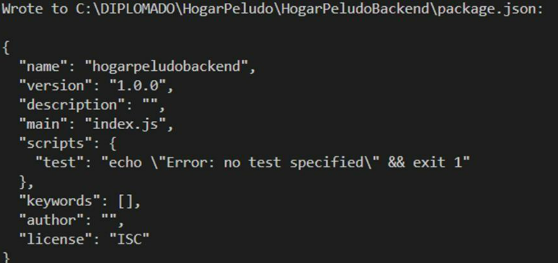 Wrote to C:\DIPLOMADO\HogarPeludo\HogarPeludoBackend\package.json:
{
  "name": "hogarpeludobackend",
  "version": "1.0.0",
  "description": "",
  "main": "index.js",
  "scripts": {
    "test": "echo \"Error: no test specified\" && exit 1"
  },
  "keywords": [],
  "author": "",
  "license": "ISC"
}